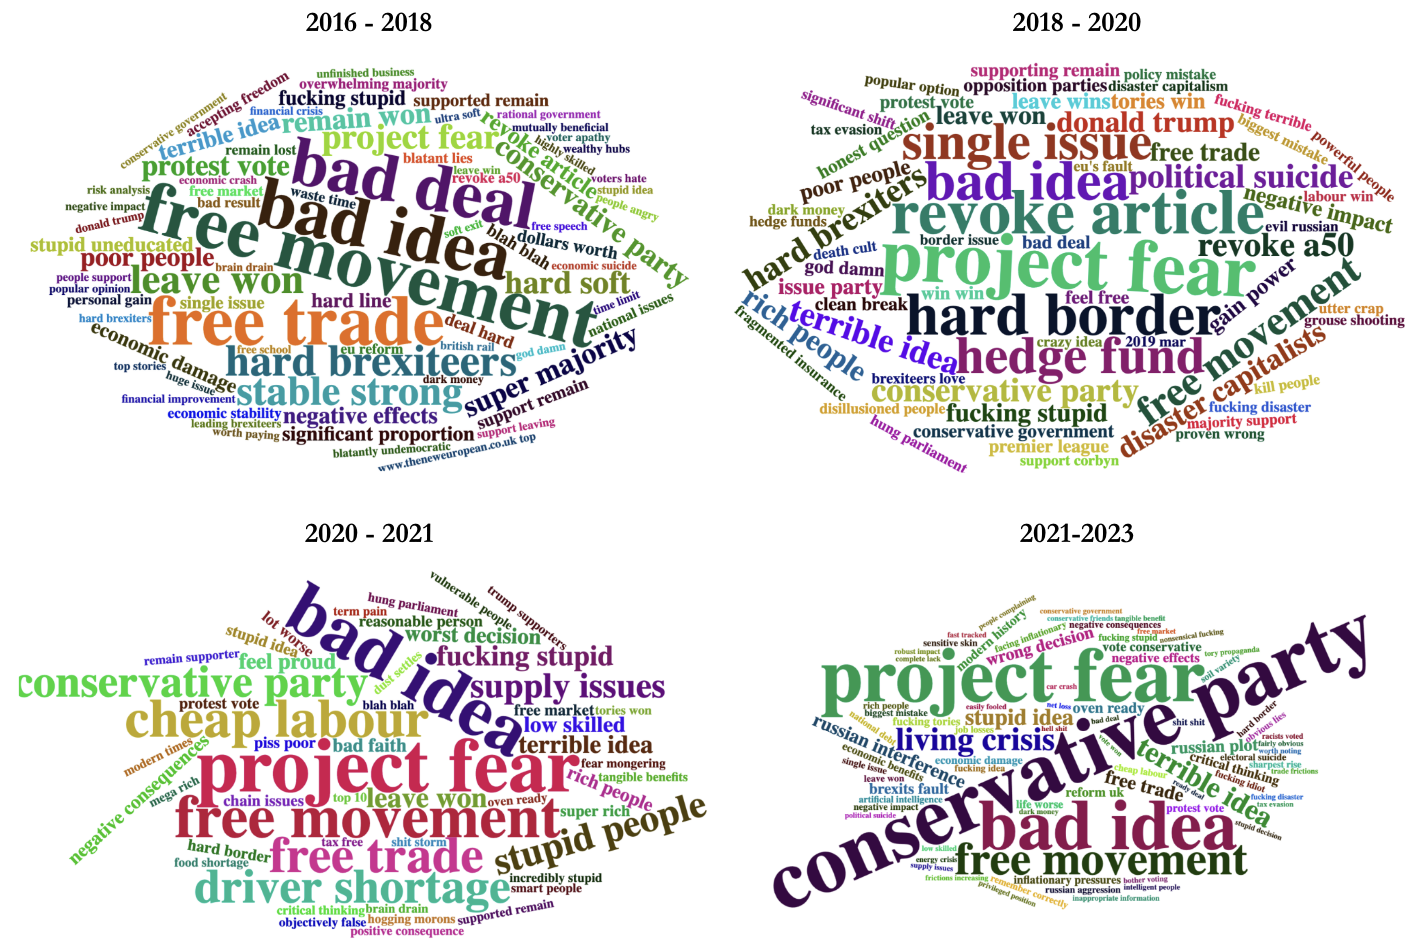 2016 - 2018
unfinished business
overwhelming majority
accepting freedom
fucking stupid
supported remain
conservative government
financial crisis
terrible idea
remain won
ultra soft
rational government
revoke article
mutually beneficial
project fear
highly skilled
voter apathy
wealthy hubs
remain lost
protest vote
bad deal
blatant lies
conservative party
leave win
revoke a50
voters hate
economic crash
risk analysis
free market
waste time
stupid idea
people angry
bad result
bad idea
negative impact
donald trump
free movement
soft exit
free speech
blah blah
dollars worth
stupid uneducated
poor people
brain drain
economic suicide
people support
leave won
hard soft
popular opinion
personal gain
single issue
hard line
time limit
national issues
hard brexiters
free trade
deal hard
economic damage
free school
eu reform
british rail
god damn
super majority
top stories
hard brexiteers
huge issue
stable strong
dark money
support remain
financial improvement
economic stability
negative effects
leading brexiteers
worth paying
significant proportion
support leaving
blatantly undemocratic
www.theneweuropean.co.uk top
2018 - 2020
supporting remain
policy mistake
popular option
opposition parties
disaster capitalism
significant shift
protest vote
leave wins
tories win
fucking terrible
leave won
donald trump
biggest mistake
tax evasion
honest question
single issue
free trade
powerful people
poor people
eu's fault
bad idea
political suicide
labour win
negative impact
dark money
hedge funds
hard brexiters
revoke article
evil russian
death cult
border issue
bad deal
revoke a50
god damn
project fear
issue party
win win
feel free
gain power
clean break
rich people
terrible idea
hard border
free movement
utter crap
grouse shooting
fragmented insurance
crazy idea
2019 mar
hedge fund
disaster capitalists
brexiteers love
conservative party
kill people
disillusioned people
fucking stupid
fucking disaster
majority support
hung parliament
conservative government
proven wrong
premier league
support corbyn
2020 - 2021
vulnerable people
trump supporters
hung parliament
term pain
lot worse
reasonable person
bad idea
stupid idea
worst decision
remain supporter
feel proud
fucking stupid
dust settles
conservative party
supply issues
protest vote
blah blah
free market
tories won
cheap labour
low skilled
modern times
piss poor
bad faith
terrible idea
negative consequences
project fear
fear mongering
mega rich
rich people
tangible benefits
chain issues
top 10
leave won
oven ready
free movement
super rich
tax free
shit storm
stupid people
hard border
food shortage
free trade
driver shortage
incredibly stupid
smart people
critical thinking
brain drain
objectively false
hogging morons
supported remain
positive consequence
2021-2023
people complaining
conservative government
modern history
conservative friends
tangible benefit
fast tracked
facing inflationary
negative consequences
free market
sensitive skin
fucking stupid
nonsensical fucking
robust impact
wrong decision
vote conservative
complete lack
negative effects
tory propaganda
project fear
soil variety
car crash
conservative party
rich people
easily fooled
net loss
oven ready
biggest mistake
stupid idea
national debt
fucking tories
job losses
hell shit
bad deal
shit shit
hard border
obvious lies
russian interference
living crisis
vote won
racists voted
russian plot
fairly obvious
terrible idea
worth noting
economic benefits
economic damage
electoral suicide
single issue
fucking idea
critical thinking
sharpest rise
leave won
cheap labour
trade frictions
free trade
fucking idiot
brexits fault
ready deal
reform uk
artificial intelligence
life worse
fucking disaster
negative impact
dark money
protest vote
tax evasion
political suicide
bad idea
stupid decision
low skilled
energy crisis
free movement
supply issues
frictions increasing
remember correctly
inflationary pressures
bother voting
privileged position
russian aggression
intelligent people
inappropriate information